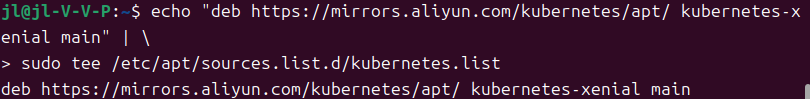 jl@jl-V-V-P:~$ echo "deb https://mirrors.aliyun.com/kubernetes/apt/ kubernetes-x
enial main" | \
> sudo tee /etc/apt/sources.list.d/kubernetes.list
deb https://mirrors.aliyun.com/kubernetes/apt/ kubernetes-xenial main